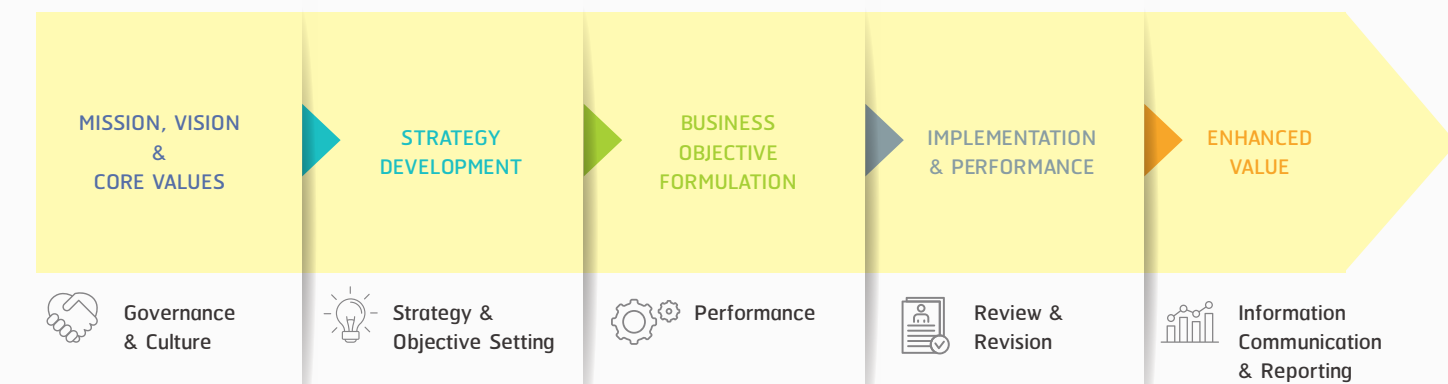 MISSION, VISION
&
CORE VALUES
STRATEGY
DEVELOPMENT
BUSINESS
OBJECTIVE
FORMULATION
IMPLEMENTATION
& PERFORMANCE
ENHANCED
VALUE
Governance
& Culture
Strategy &
Objective Setting
Performance
Review &
Revision
Information
Communication
& Reporting